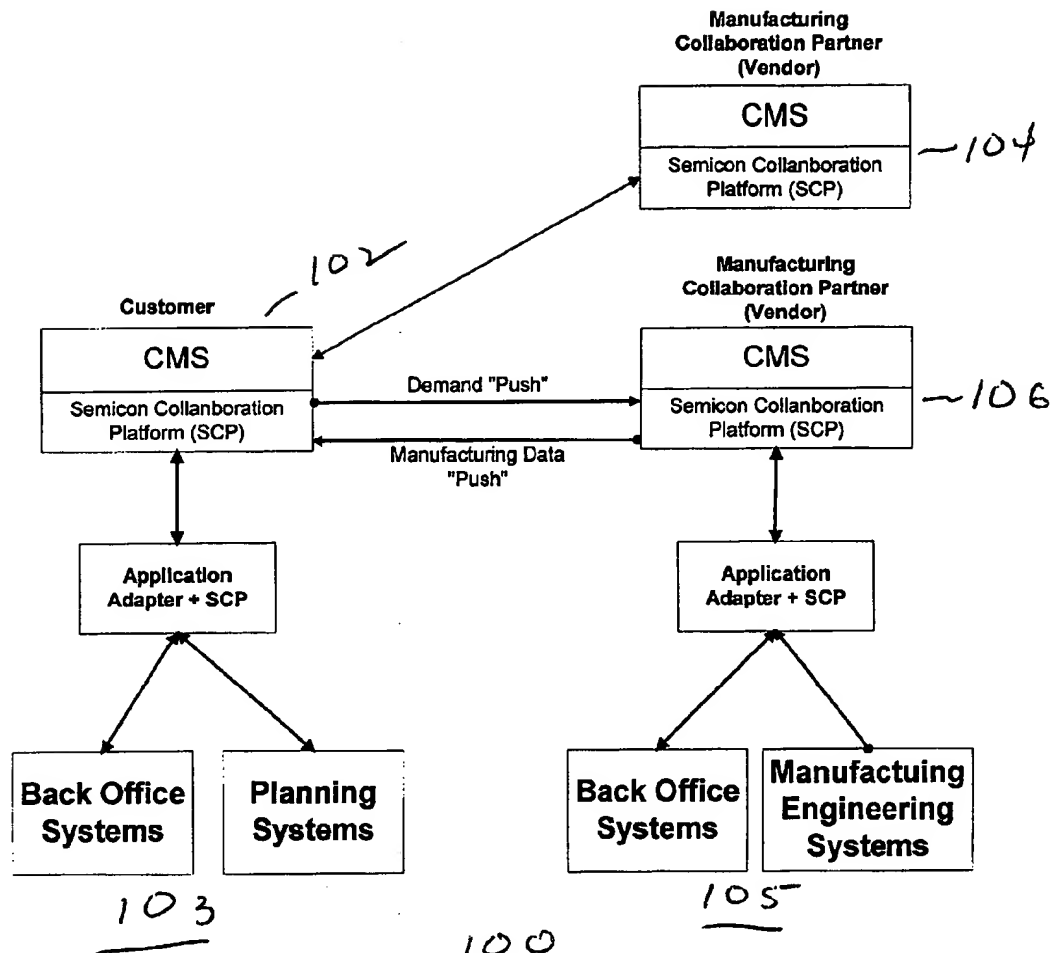 Manufacturing
Collaboration Partner
(Vendor)
CMS
Semicon Collanboration
Platform (SCP)
104
102
Customer
CMS
Semicon Collanboration
Platform (SCP)
Demand "Push"
Manufacturing Data
"Push"
Manufacturing
Collaboration Partner
(Vendor)
CMS
Semicon Collanboration
Platform (SCP)
106
Application
Adapter + SCP
Application
Adapter + SCP
Back Office
Systems
Planning
Systems
Back Office
Systems
Manufactuing
Engineering
Systems
103
105
100